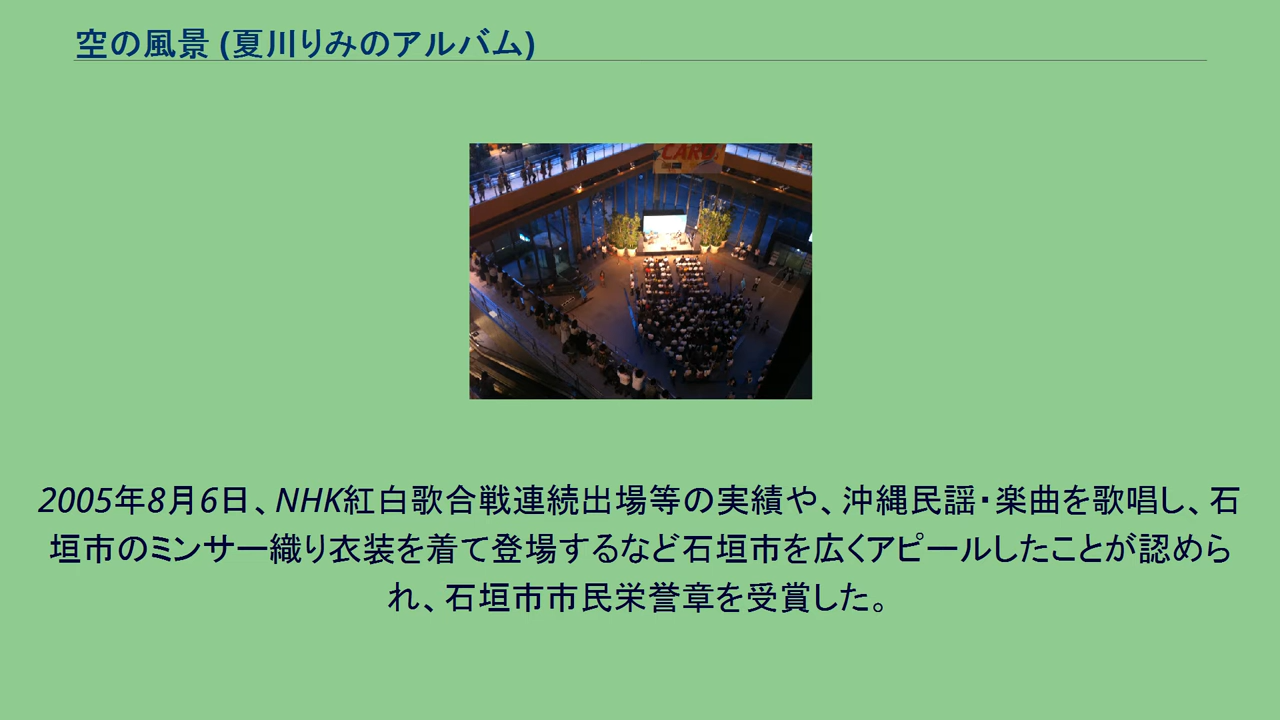 空の風景 (夏川りみのアルバム)
CARD
2005年8月6日、NHK紅白歌合戦連続出場等の実績や、沖縄民謡・楽曲を歌唱し、石
垣市のミンサー織り衣装を着て登場するなど石垣市を広くアピールしたことが認めら
れ、石垣市市民栄誉章を受賞した。